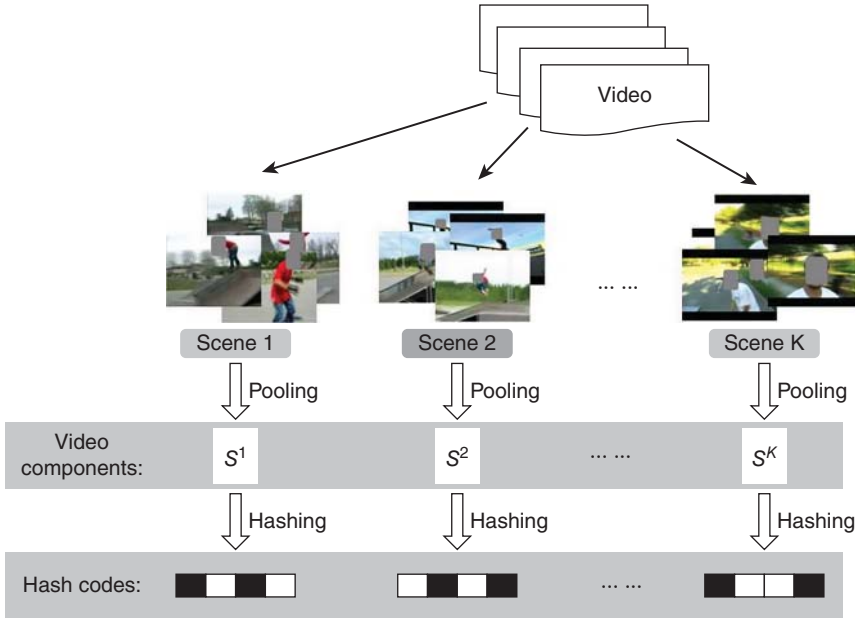 Video
... ...
Scene 1 Scene 2 Scene K
Pooling Pooling Pooling
Video
components:
S¹ S² ... ... Sᴷ
Hashing Hashing Hashing
Hash codes: ... ...